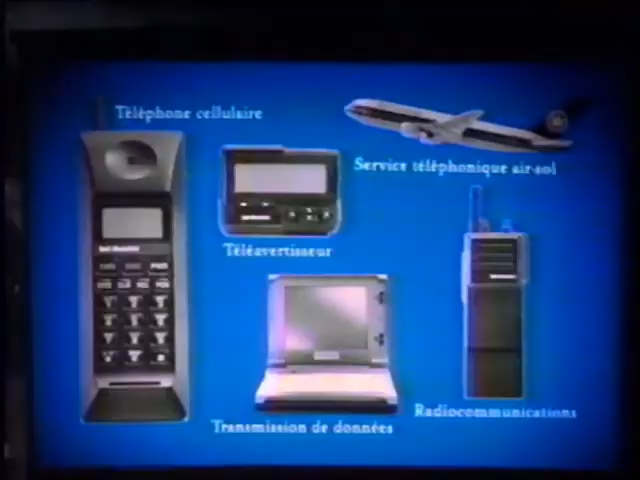 Téléphone cellulaire
Service téléphonique air-sol
Téléavertisseur
Transmission de données
Radiocommunications